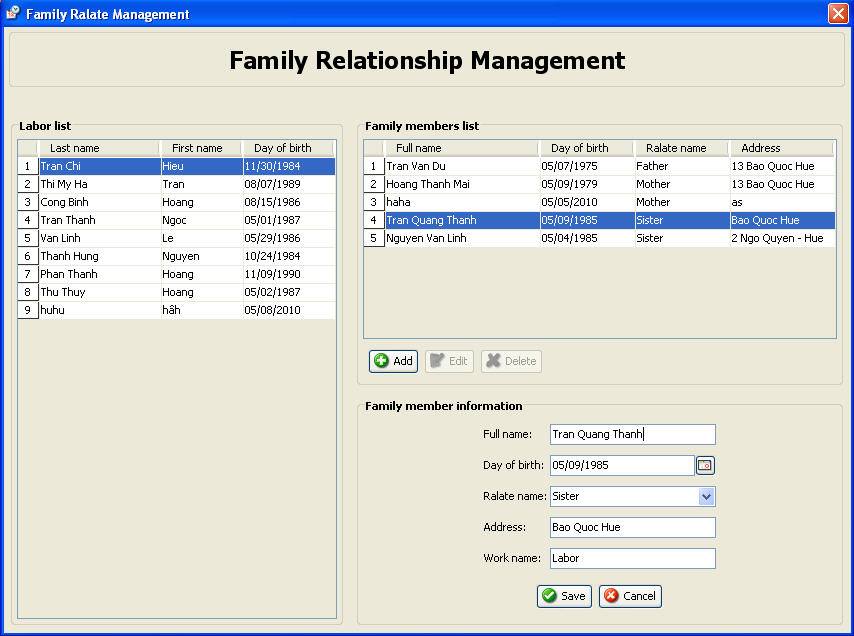 Family Ralate Management
Family Relationship Management
Labor list
Last name First name Day of birth
1 Tran Chi Hieu 11/30/1984
2 Thi My Ha Tran 08/07/1989
3 Cong Binh Hoang 08/15/1986
4 Tran Thanh Ngoc 05/01/1987
5 Van Linh Le 05/29/1986
6 Thanh Hung Nguyen 10/24/1984
7 Phan Thanh Hoang 11/09/1990
8 Thu Thuy Hoang 05/02/1987
9 huhu hâh 05/08/2010
Family members list
Full name Day of birth Ralate name Address
1 Tran Van Du 05/07/1975 Father 13 Bao Quoc Hue
2 Hoang Thanh Mai 05/09/1979 Mother 13 Bao Quoc Hue
3 haha 05/05/2010 Mother as
4 Tran Quang Thanh 05/09/1985 Sister Bao Quoc Hue
5 Nguyen Van Linh 05/04/1985 Sister 2 Ngo Quyen - Hue
Add Edit Delete
Family member information
Full name: Tran Quang Thanh
Day of birth: 05/09/1985
Ralate name: Sister
Address: Bao Quoc Hue
Work name: Labor
Save Cancel